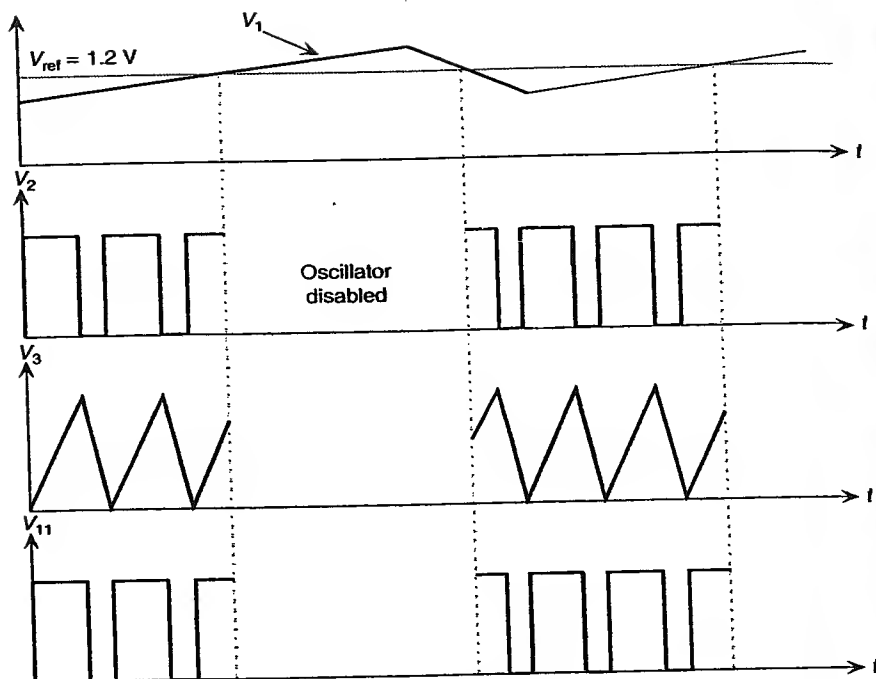 V1
Vref = 1.2 V
t
V2
Oscillator
disabled
t
V3
t
V11
t